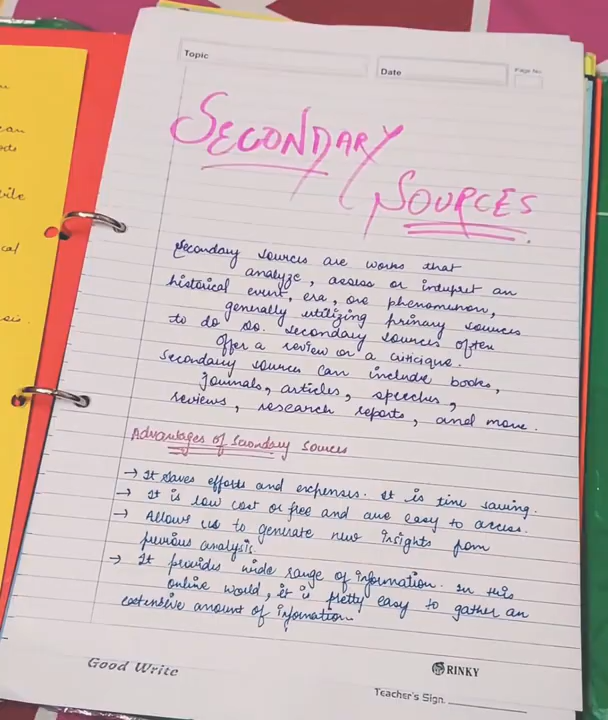 Topic
Date
Page No.
SECONDARY
SOURCES
Secondary sources are works that
analyze, assess or intrepret an
historical event, era, or phenomenon,
generally utilizing primary sources
to do so. Secondary sources often
offer a review or a critique.
Secondary sources can include books,
Journals, articles, speeches,
reviews, research reports, and more.
Advantages of secondary sources
→ It saves efforts and expenses. It is time saving.
→ It is low cost or free and are easy to access.
→ Allows us to generate new insights from
previous analysis.
→ It provides wide range of information. In this
online world, it is pretty easy to gather an
extensive amount of information.
Good Write
RINKY
Teacher's Sign.